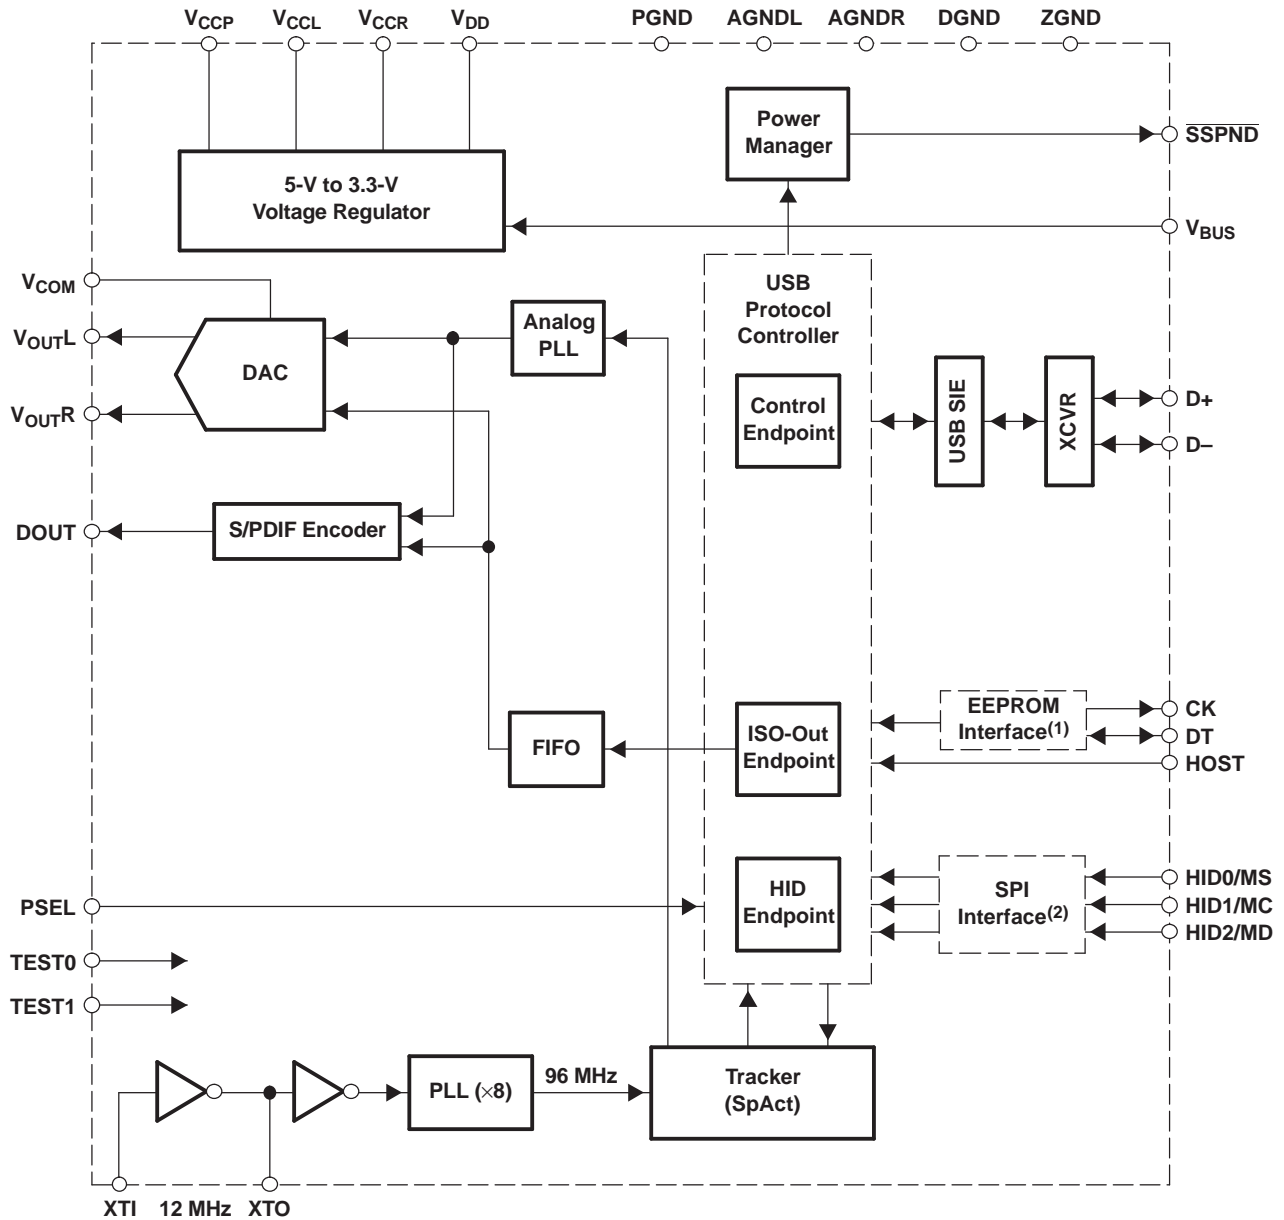 VCCP VCCL VCCR VDD PGND AGNDL AGNDR DGND ZGND
Power
Manager
SSPND
5-V to 3.3-V
Voltage Regulator
VBUS
VCOM
USB
Protocol
Controller
Analog
PLL
VOUTL
DAC
VOUTR
Control
Endpoint
USB SIE
XCVR
D+
D–
DOUT
S/PDIF Encoder
EEPROM
Interface(1)
CK
DT
HOST
FIFO
ISO-Out
Endpoint
HID
Endpoint
SPI
Interface(2)
HID0/MS
HID1/MC
HID2/MD
PSEL
TEST0
TEST1
PLL (×8)
96 MHz
Tracker
(SpAct)
XTI 12 MHz XTO